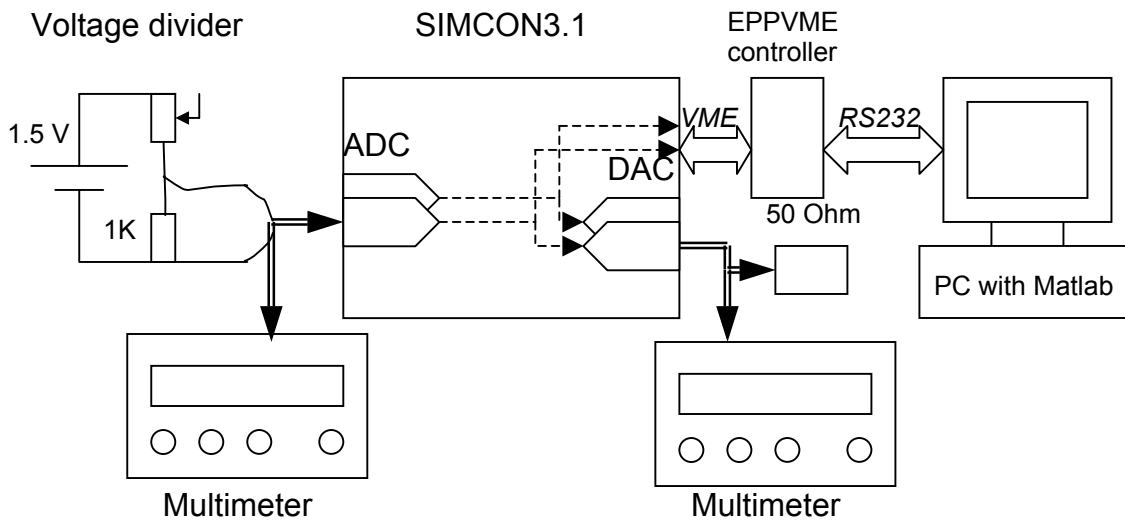 Voltage divider
SIMCON3.1
EPPVME
controller
1.5 V
ADC
VME
RS232
DAC
1K
50 Ohm
PC with Matlab
Multimeter
Multimeter